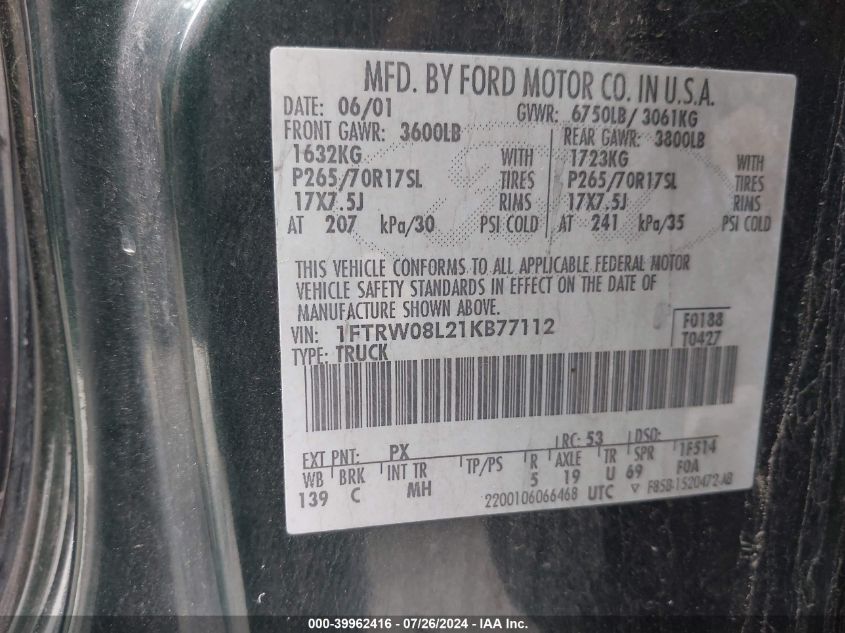 MFD. BY FORD MOTOR CO. IN U.S.A.
DATE: 06/01 GVWR: 6750LB/ 3061KG
FRONT GAWR: 3600LB REAR GAWR: 3800LB
1632KG WITH 1723KG WITH
P265/70R17SL TIRES P265/70R17SL TIRES
17X7.5J RIMS 17X7.5J RIMS
AT 207 kPa/30 PSI COLD AT 241 kPa/35 PSI COLD
THIS VEHICLE CONFORMS TO ALL APPLICABLE FEDERAL MOTOR
VEHICLE SAFETY STANDARDS IN EFFECT ON THE DATE OF
MANUFACTURE SHOWN ABOVE.
VIN: 1FTRW08L21KB77112 F0188
TYPE: TRUCK T0427
EXT PNT: PX RC: 53 DSO: 1F514
WB BRK INT TR TP/PS R AXLE TR SPR F0A
139 C MH 5 19 U 69
2200106066468 UTC ▽ F85B-1520472-AB
000-39962416 - 07/26/2024 - IAA Inc.